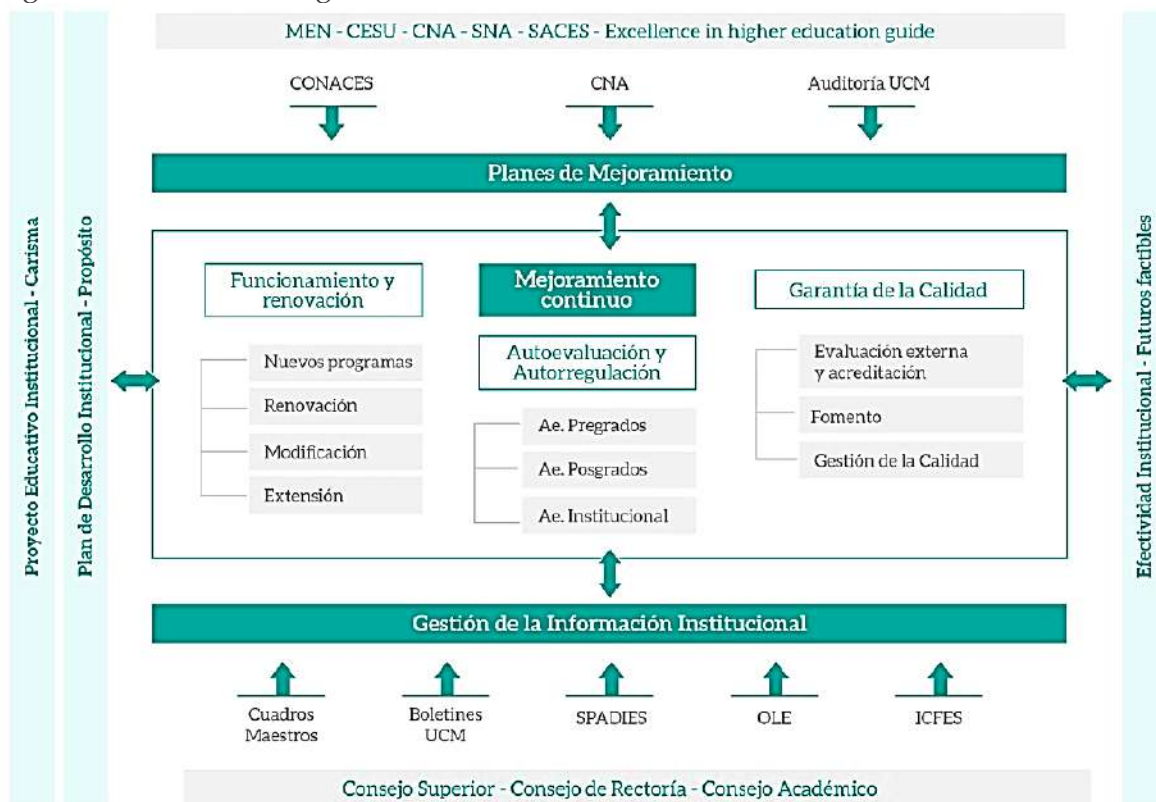 MEN - CESU - CNA - SNA - SACES - Excellence in higher education guide
CONACES
CNA
Auditoría UCM
Planes de Mejoramiento
Proyecto Educativo Institucional - Carisma
Plan de Desarrollo Institucional - Propósito
Funcionamiento y
renovación
Nuevos programas
Renovación
Modificación
Extensión
Mejoramiento
continuo
Autoevaluación y
Autorregulación
Ae. Pregrados
Ae. Posgrados
Ae. Institucional
Garantía de la Calidad
Evaluación externa
y acreditación
Fomento
Gestión de la Calidad
Efectividad Institucional - Futuros factibles
Gestión de la Información Institucional
Cuadros
Maestros
Boletines
UCM
SPADIES
OLE
ICFES
Consejo Superior - Consejo de Rectoría - Consejo Académico